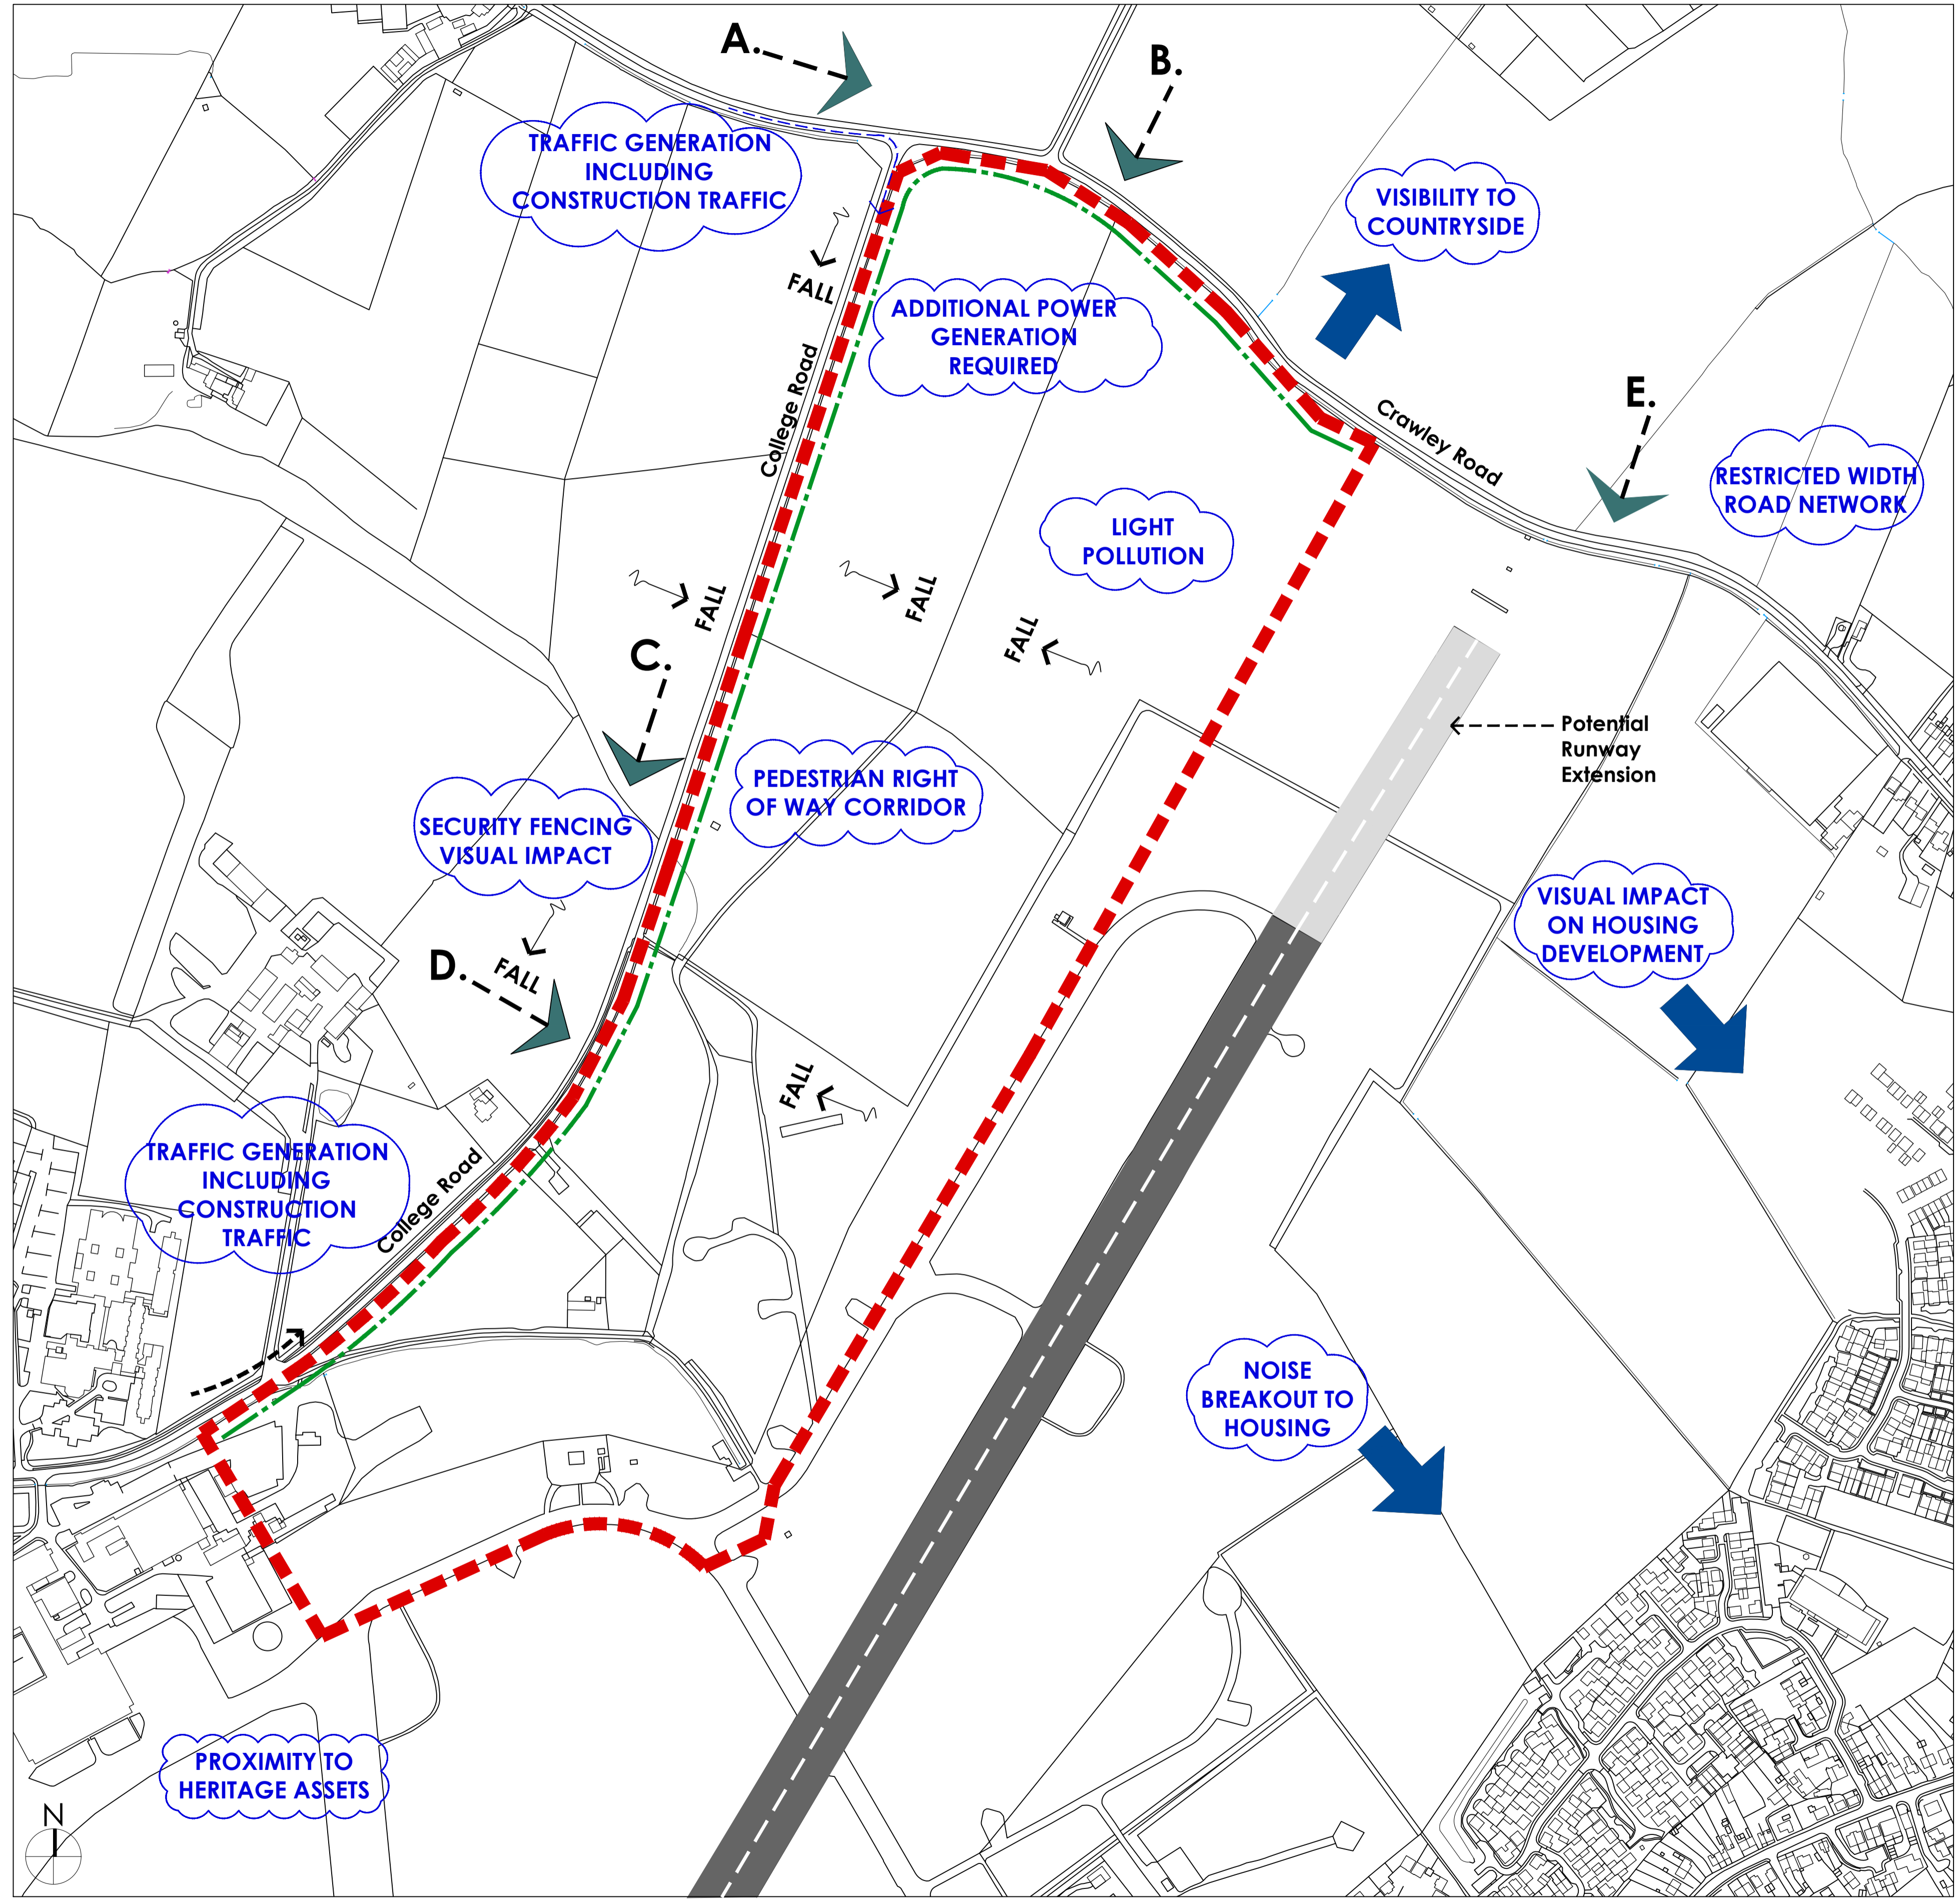 A.
B.
TRAFFIC GENERATION
INCLUDING
CONSTRUCTION TRAFFIC
VISIBILITY TO
COUNTRYSIDE
FALL
ADDITIONAL POWER
GENERATION
REQUIRED
College Road
Crawley Road
E.
RESTRICTED WIDTH
ROAD NETWORK
LIGHT
POLLUTION
FALL
FALL
FALL
C.
Potential
Runway
Extension
PEDESTRIAN RIGHT
OF WAY CORRIDOR
SECURITY FENCING
VISUAL IMPACT
VISUAL IMPACT
ON HOUSING
DEVELOPMENT
D.
FALL
FALL
TRAFFIC GENERATION
INCLUDING
CONSTRUCTION
TRAFFIC
College Road
NOISE
BREAKOUT TO
HOUSING
PROXIMITY TO
HERITAGE ASSETS
N